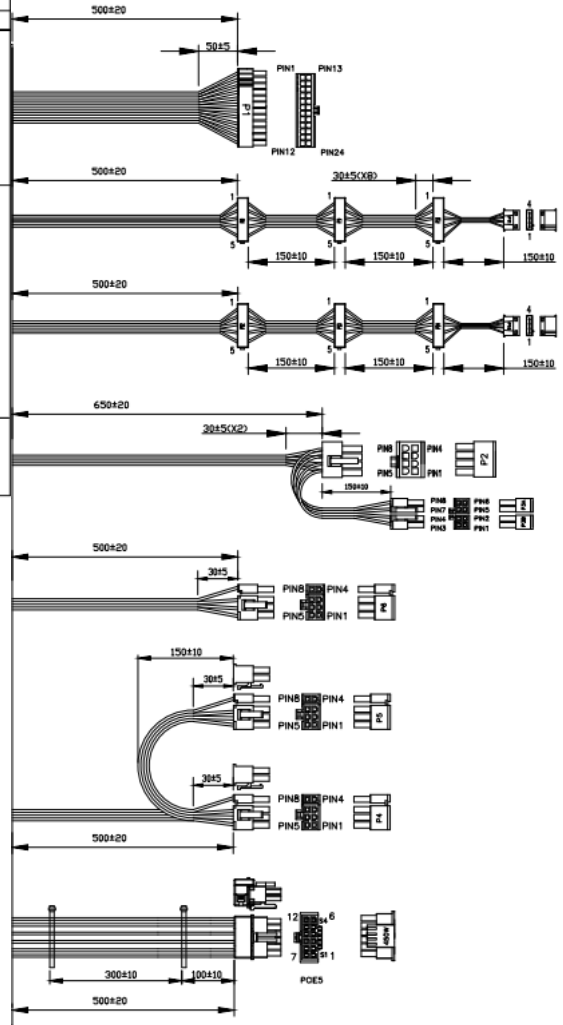 500±20
50±5
PIN1 PIN13
P1
PIN12 PIN24
500±20
30±5(X8)
1 1 1 4
5 5 5 1
150±10 150±10 150±10
500±20
1 1 1 4
5 5 5 1
150±10 150±10 150±10
650±20
30±5(X2)
PIN8 PIN4
PIN5 PIN1
P2
150±10
PIN8 PIN6
PIN7 PIN5
PIN4 PIN2
PIN3 PIN1
500±20
30±5
PIN8 PIN4
PIN5 PIN1
P6
150±10
30±5
PIN8 PIN4
PIN5 PIN1
P5
30±5
PIN8 PIN4
PIN5 PIN1
P4
500±20
12 6
S4
S1
7 1
450W
PCIE5
300±10 100±10
500±20